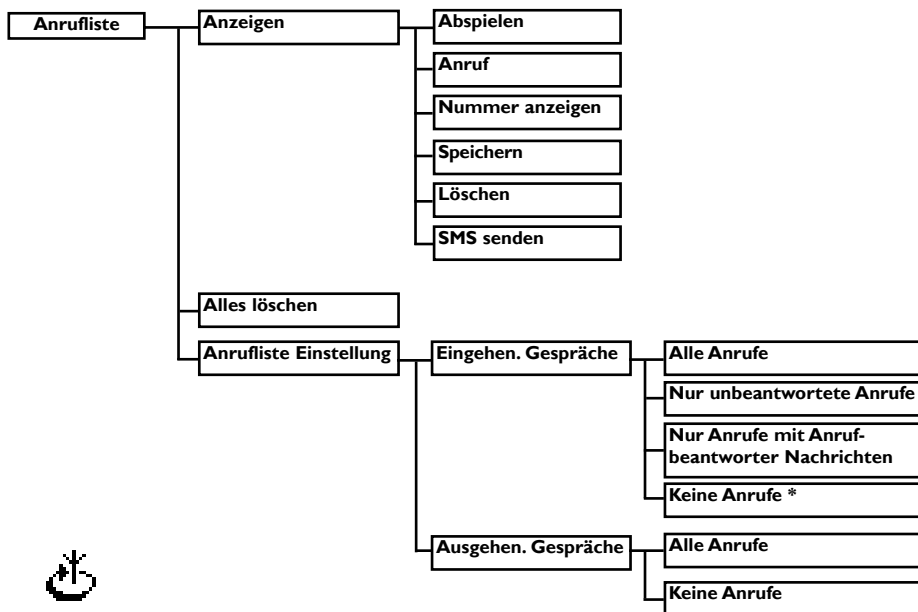 Anrufliste
Anzeigen
Abspielen
Anruf
Nummer anzeigen
Speichern
Löschen
SMS senden
Alles löschen
Anrufliste Einstellung
Eingehen. Gespräche
Alle Anrufe
Nur unbeantwortete Anrufe
Nur Anrufe mit Anruf-
beantworter Nachrichten
Keine Anrufe *
Ausgehen. Gespräche
Alle Anrufe
Keine Anrufe